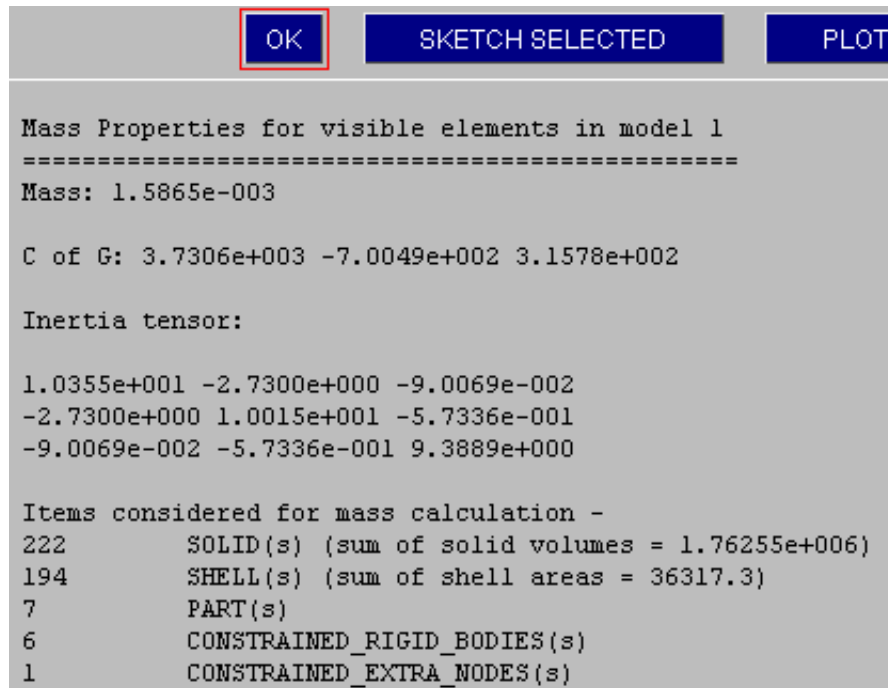 OK SKETCH SELECTED PLOT
Mass Properties for visible elements in model 1
================================================
Mass: 1.5865e-003
C of G: 3.7306e+003 -7.0049e+002 3.1578e+002
Inertia tensor:
1.0355e+001 -2.7300e+000 -9.0069e-002
-2.7300e+000 1.0015e+001 -5.7336e-001
-9.0069e-002 -5.7336e-001 9.3889e+000
Items considered for mass calculation -
222 SOLID(s) (sum of solid volumes = 1.76255e+006)
194 SHELL(s) (sum of shell areas = 36317.3)
7 PART(s)
6 CONSTRAINED_RIGID_BODIES(s)
1 CONSTRAINED_EXTRA_NODES(s)